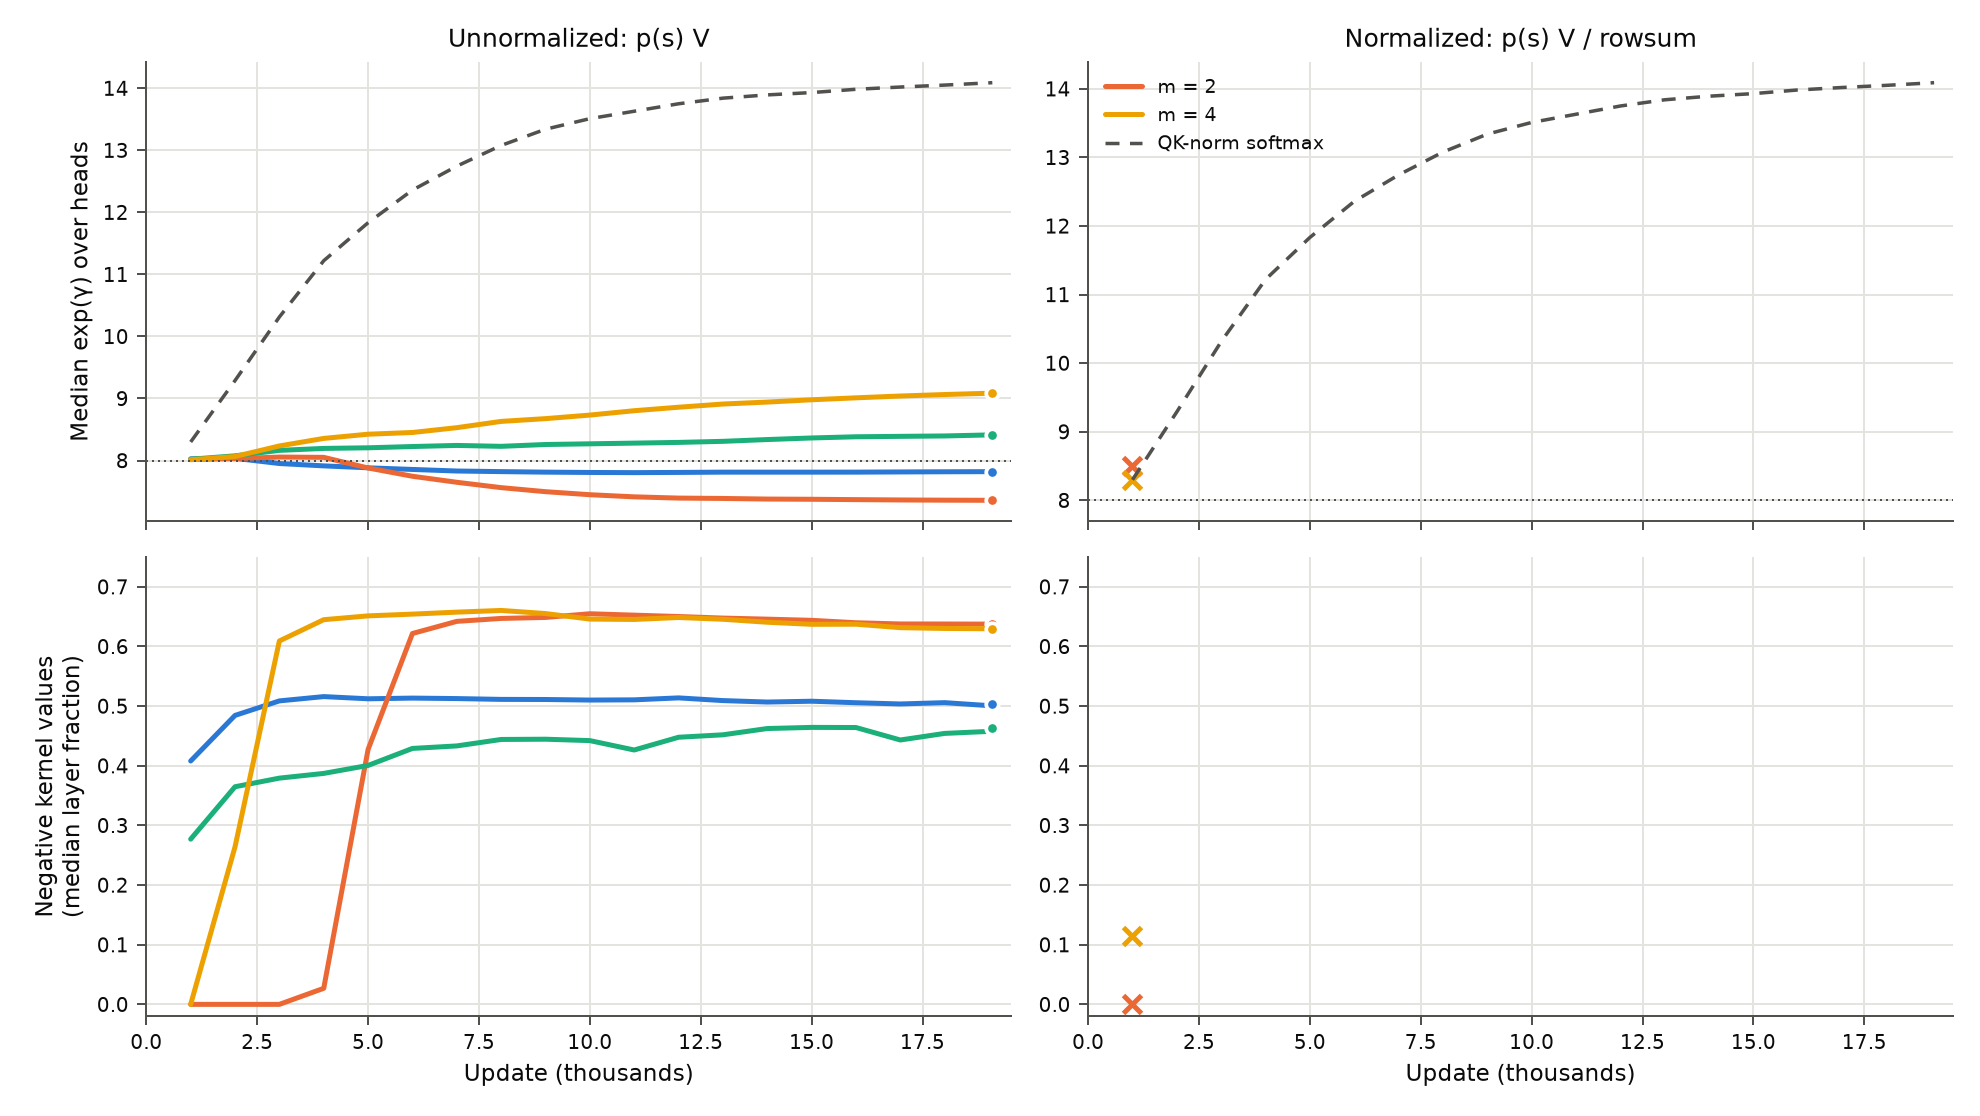 Unnormalized: p(s) V
Median exp(γ) over heads
14
13
12
11
10
9
8
Normalized: p(s) V / rowsum
m = 2
m = 4
QK-norm softmax
14
13
12
11
10
9
8
Negative kernel values
(median layer fraction)
0.7
0.6
0.5
0.4
0.3
0.2
0.1
0.0
0.0 2.5 5.0 7.5 10.0 12.5 15.0 17.5
Update (thousands)
0.7
0.6
0.5
0.4
0.3
0.2
0.1
0.0
0.0 2.5 5.0 7.5 10.0 12.5 15.0 17.5
Update (thousands)